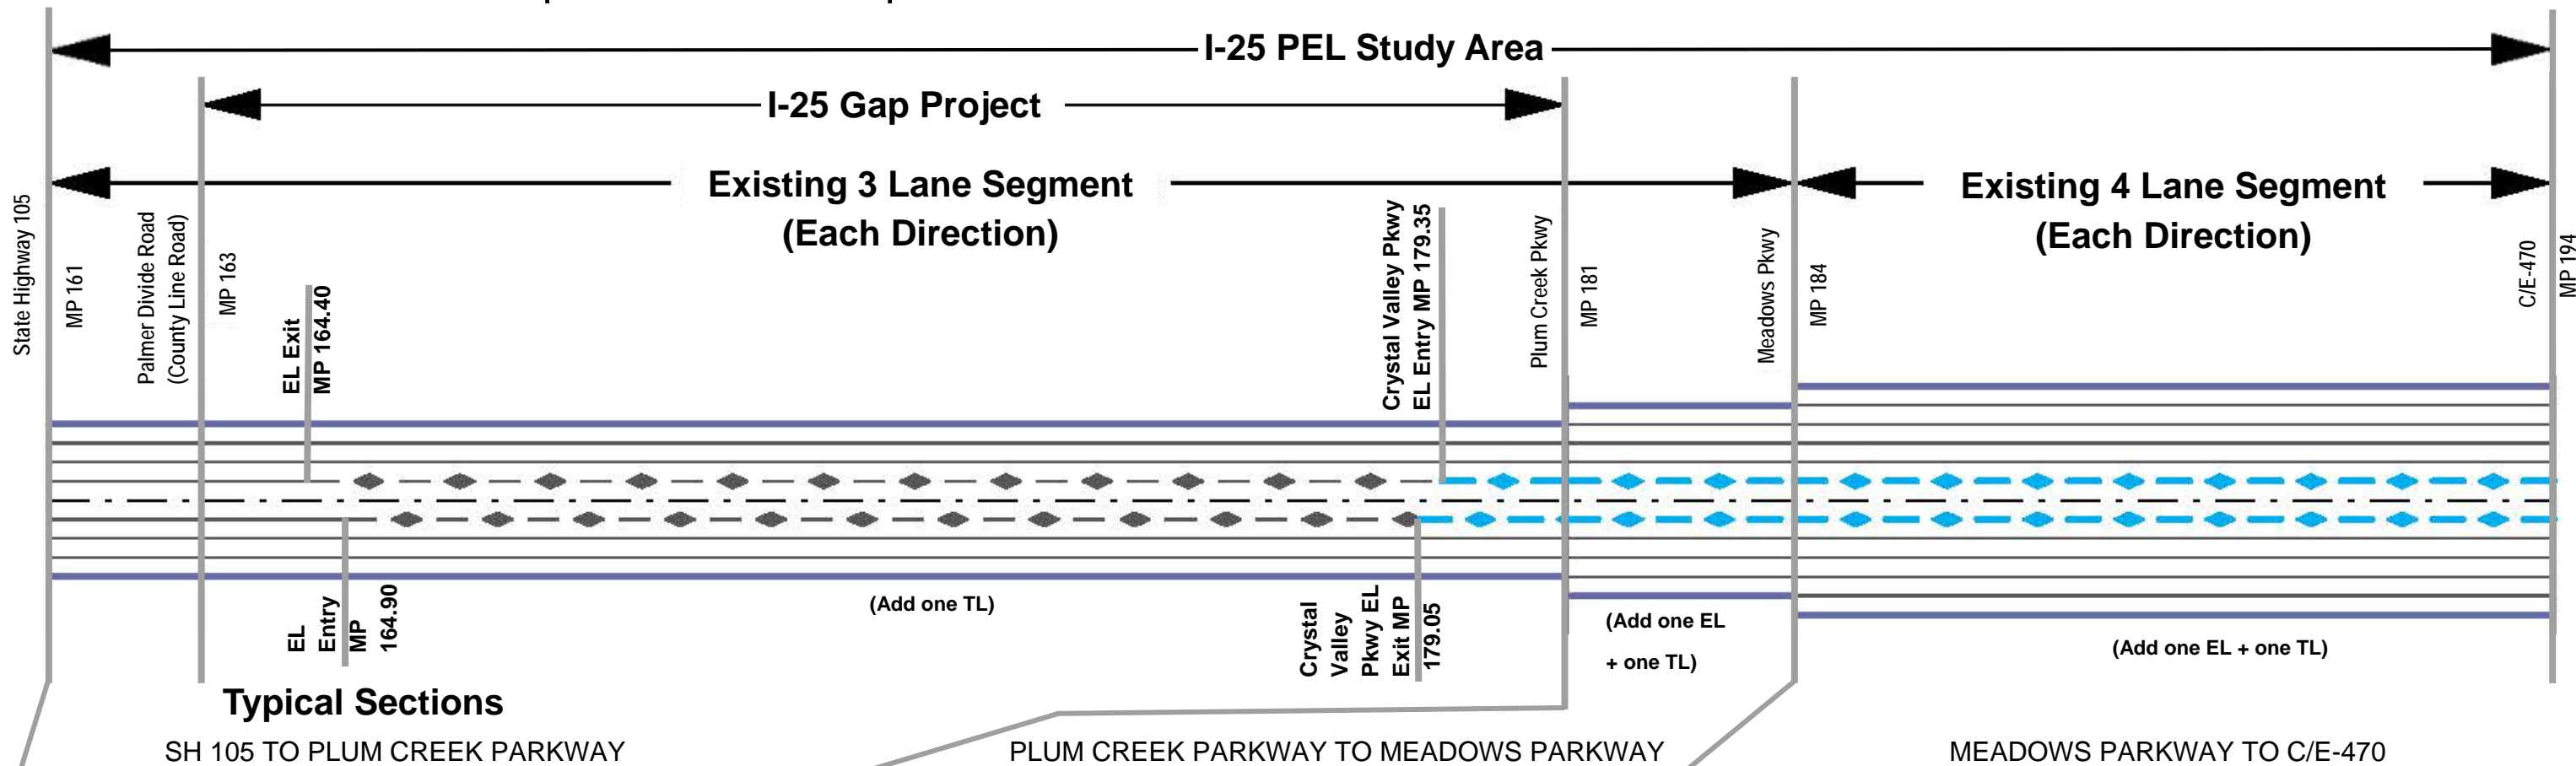 I-25 PEL Study Area
I-25 Gap Project
Existing 3 Lane Segment
(Each Direction)
Existing 4 Lane Segment
(Each Direction)
State Highway 105
MP 161
Palmer Divide Road
(County Line Road)
MP 163
EL Exit
MP 164.40
Crystal Valley Pkwy
EL Entry MP 179.35
Plum Creek Pkwy
MP 181
Meadows Pkwy
MP 184
C/E-470
MP 194
EL
Entry
MP
164.90
(Add one TL)
Crystal
Valley
Pkwy EL
Exit MP
179.05
(Add one EL
+ one TL)
(Add one EL + one TL)
Typical Sections
SH 105 TO PLUM CREEK PARKWAY
PLUM CREEK PARKWAY TO MEADOWS PARKWAY
MEADOWS PARKWAY TO C/E-470